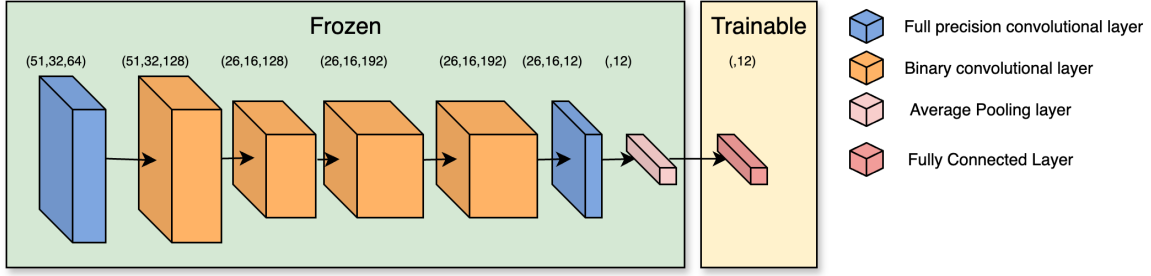 Frozen
Trainable
(51,32,64)
(51,32,128)
(26,16,128)
(26,16,192)
(26,16,192)
(26,16,12)
(,12)
(,12)
Full precision convolutional layer
Binary convolutional layer
Average Pooling layer
Fully Connected Layer